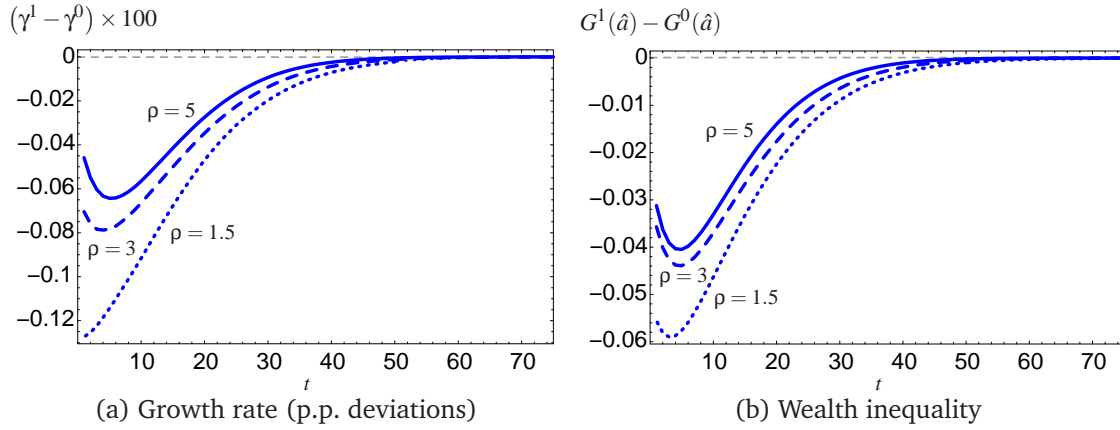 (γ¹ − γ⁰) × 100
0
−0.02
−0.04
−0.06
−0.08
−0.1
−0.12
ρ = 5
ρ = 3
ρ = 1.5
10 20 30 40 50 60 70
t
(a) Growth rate (p.p. deviations)
G¹(â) − G⁰(â)
0
−0.01
−0.02
−0.03
−0.04
−0.05
−0.06
ρ = 5
ρ = 3
ρ = 1.5
10 20 30 40 50 60 70
t
(b) Wealth inequality